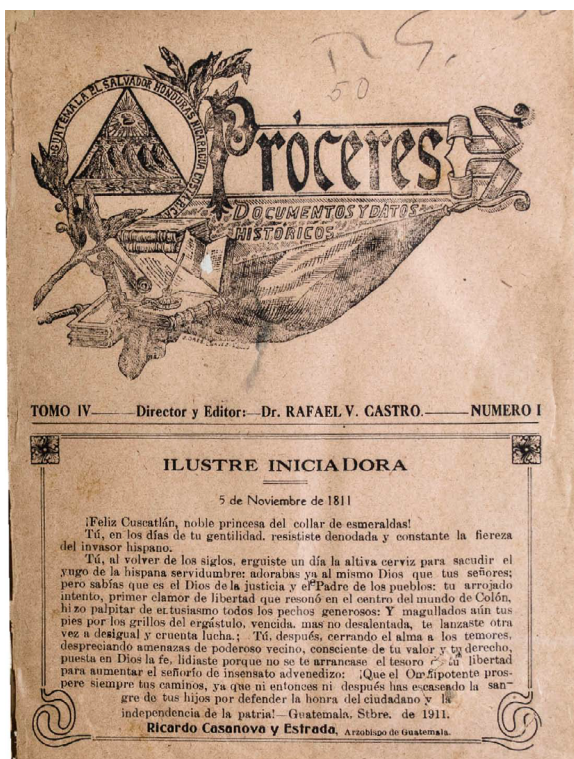 50
GUATEMALA EL SALVADOR HONDURAS NICARAGUA COSTA RICA
Próceres
DOCUMENTOS Y DATOS
HISTORICOS
TOMO IV—Director y Editor:—Dr. RAFAEL V. CASTRO.—NUMERO I
ILUSTRE INICIADORA
5 de Noviembre de 1811
¡Feliz Cuscatlán, noble princesa del collar de esmeraldas!
Tú, en los días de tu gentilidad, resististe denodada y constante la fiereza
del invasor hispano.
Tú, al volver de los siglos, erguiste un día la altiva cerviz para sacudir el
yugo de la hispana servidumbre: adorabas ya al mismo Dios que tus señores;
pero sabías que es el Dios de la justicia y el Padre de los pueblos: tu arrojado
intento, primer clamor de libertad que resonó en el centro del mundo de Colón,
hizo palpitar de entusiasmo todos los pechos generosos: Y magullados aún tus
pies por los grillos del ergástulo, vencida, mas no desalentada, te lanzaste otra
vez a desigual y cruenta lucha.; Tú, después, cerrando el alma a los temores,
despreciando amenazas de poderoso vecino, consciente de tu valor y tu derecho,
puesta en Dios la fe, lidiaste porque no se te arrancase el tesoro tu libertad
para aumentar el señorío de insensato advenedizo: ¡Que el Omnipotente pros-
pere siempre tus caminos, ya que ni entonces ni después has escaseado la san-
gre de tus hijos por defender la honra del ciudadano y la
independencia de la patria!—Guatemala, Stbre. de 1911.
Ricardo Casanova y Estrada, Arzobispo de Guatemala.